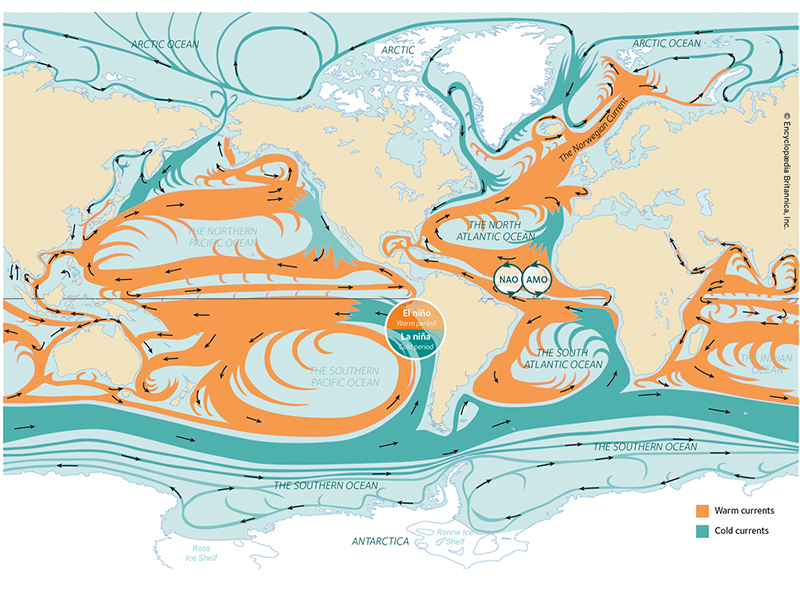 ARCTIC OCEAN
ARCTIC
ARCTIC OCEAN
© Encyclopædia Britannica, Inc.
The Norwegian Current
THE NORTHERN
PACIFIC OCEAN
THE NORTH
ATLANTIC OCEAN
NAO
AMO
El niño
Warm period
La niña
Cold period
THE SOUTHERN
PACIFIC OCEAN
THE SOUTH
ATLANTIC OCEAN
THE INDIAN
OCEAN
THE SOUTHERN OCEAN
THE SOUTHERN OCEAN
Warm currents
Cold currents
ANTARCTICA
Ronne Ice
Shelf
Ross
Ice Shelf